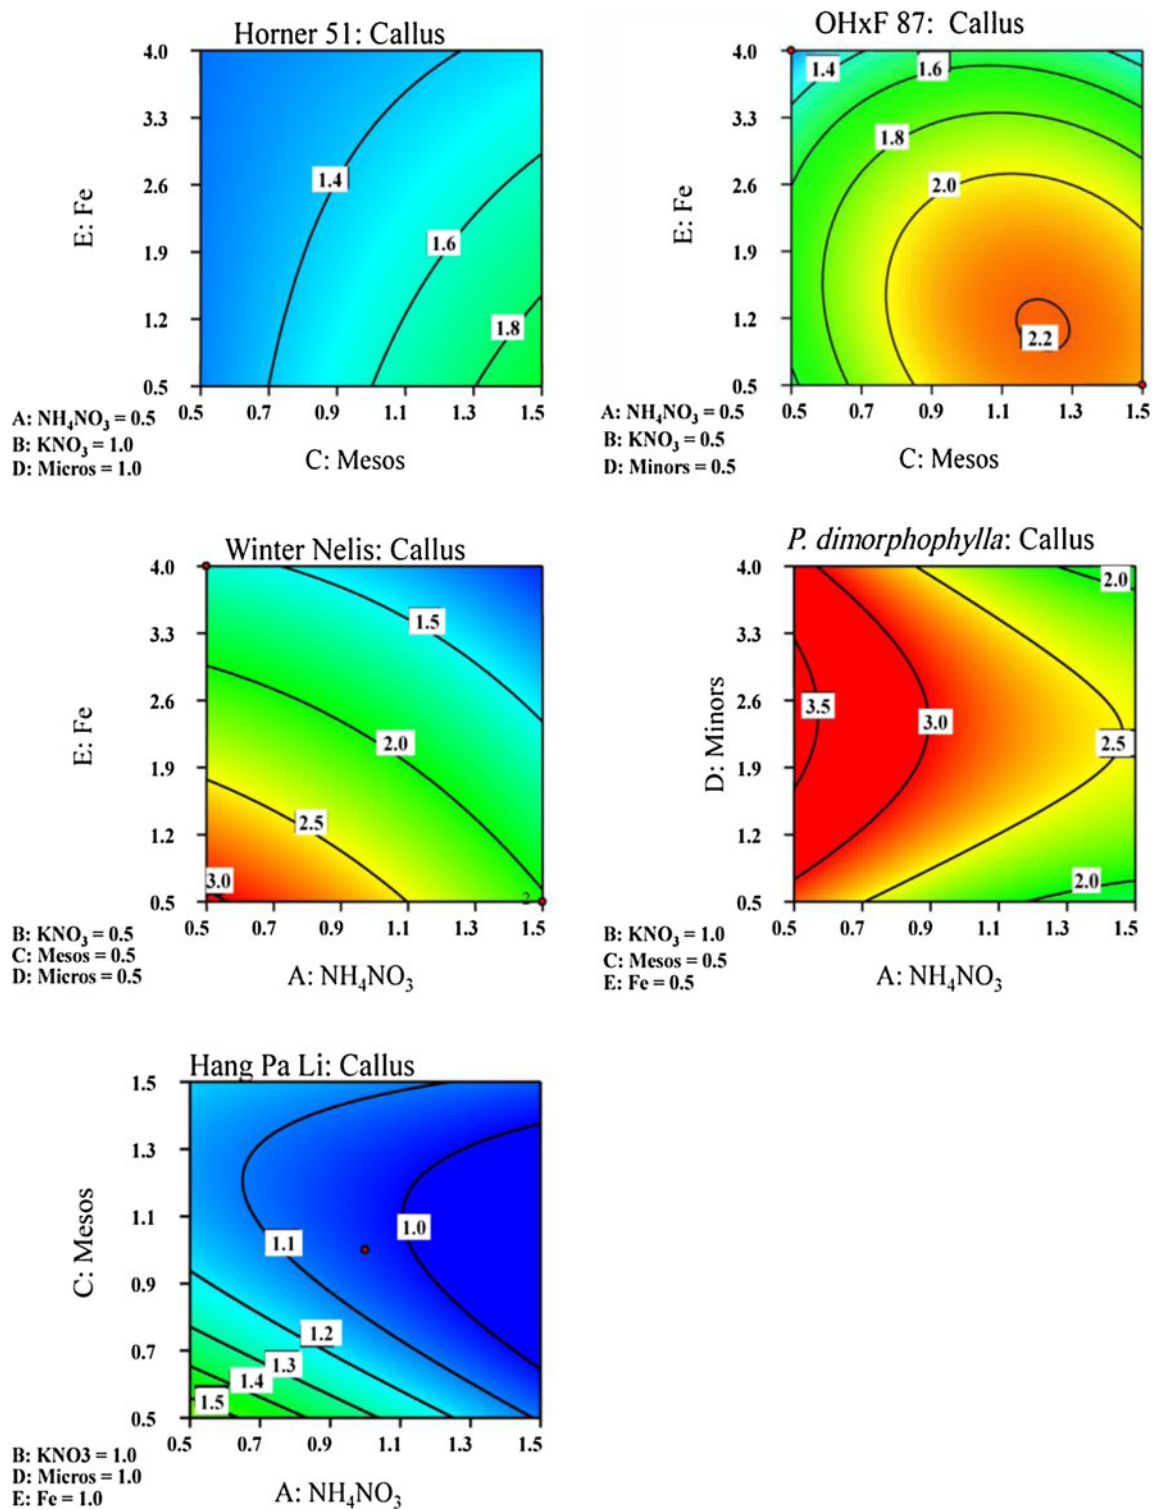 Horner 51: Callus
4.0
3.3
2.6
1.9
1.2
0.5
E: Fe
1.4
1.6
1.8
0.5 0.7 0.9 1.1 1.3 1.5
C: Mesos
A: NH₄NO₃ = 0.5
B: KNO₃ = 1.0
D: Micros = 1.0
OHxF 87: Callus
4.0
3.3
2.6
1.9
1.2
0.5
E: Fe
1.4
1.6
1.8
2.0
2.2
0.5 0.7 0.9 1.1 1.3 1.5
C: Mesos
A: NH₄NO₃ = 0.5
B: KNO₃ = 0.5
D: Minors = 0.5
Winter Nelis: Callus
4.0
3.3
2.6
1.9
1.2
0.5
E: Fe
1.5
2.0
2.5
3.0
2
0.5 0.7 0.9 1.1 1.3 1.5
A: NH₄NO₃
B: KNO₃ = 0.5
C: Mesos = 0.5
D: Micros = 0.5
P. dimorphophylla: Callus
4.0
3.3
2.6
1.9
1.2
0.5
D: Minors
2.0
3.5
3.0
2.5
2.0
0.5 0.7 0.9 1.1 1.3 1.5
A: NH₄NO₃
B: KNO₃ = 1.0
C: Mesos = 0.5
E: Fe = 0.5
Hang Pa Li: Callus
1.5
1.3
1.1
0.9
0.7
0.5
C: Mesos
1.0
1.1
1.2
1.3
1.4
1.5
0.5 0.7 0.9 1.1 1.3 1.5
A: NH₄NO₃
B: KNO3 = 1.0
D: Micros = 1.0
E: Fe = 1.0